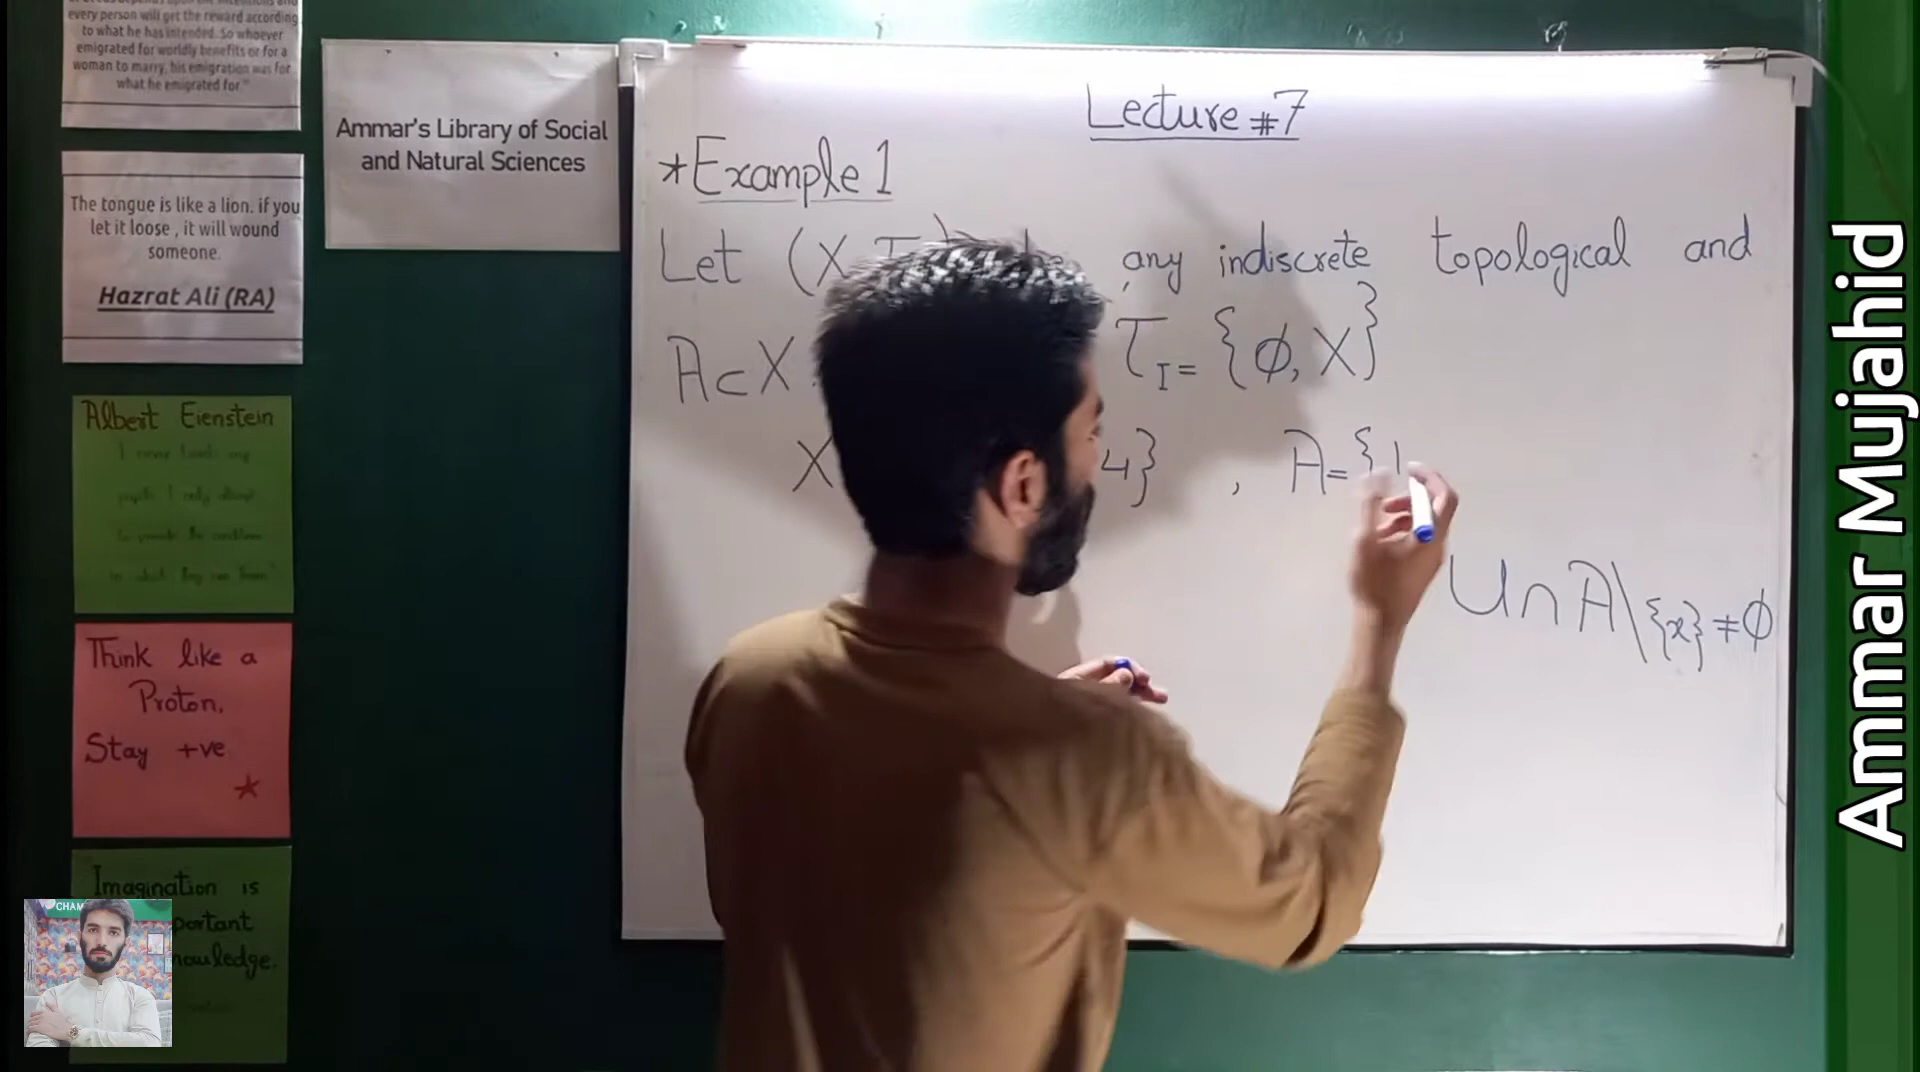 every person will get the reward according
to what he has intended. So whoever
emigrated for worldly benefits or for a
woman to marry, his emigration was for
what he emigrated for."
The tongue is like a lion. if you
let it loose , it will wound
someone.
Hazrat Ali (RA)
Albert Eienstein
Think like a
Proton.
Stay +ve
Imagination is
Ammar's Library of Social
and Natural Sciences
Lecture #7
*Example 1
Let (X, any indiscrete topological and
A⊂X. τI = {φ, X}
X 4} , A={1
U∩A\{x} ≠ φ
CHAM
Ammar Mujahid